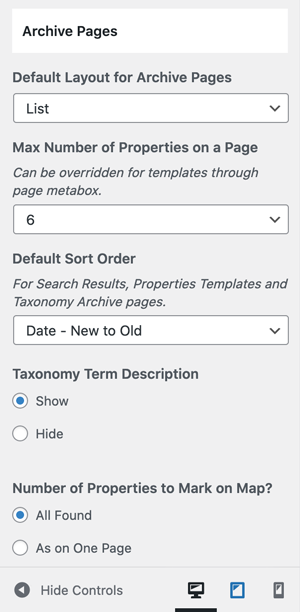 Archive Pages
Default Layout for Archive Pages
List
Max Number of Properties on a Page
Can be overridden for templates through
page metabox.
6
Default Sort Order
For Search Results, Properties Templates and
Taxonomy Archive pages.
Date - New to Old
Taxonomy Term Description
Show
Hide
Number of Properties to Mark on Map?
All Found
As on One Page
Hide Controls